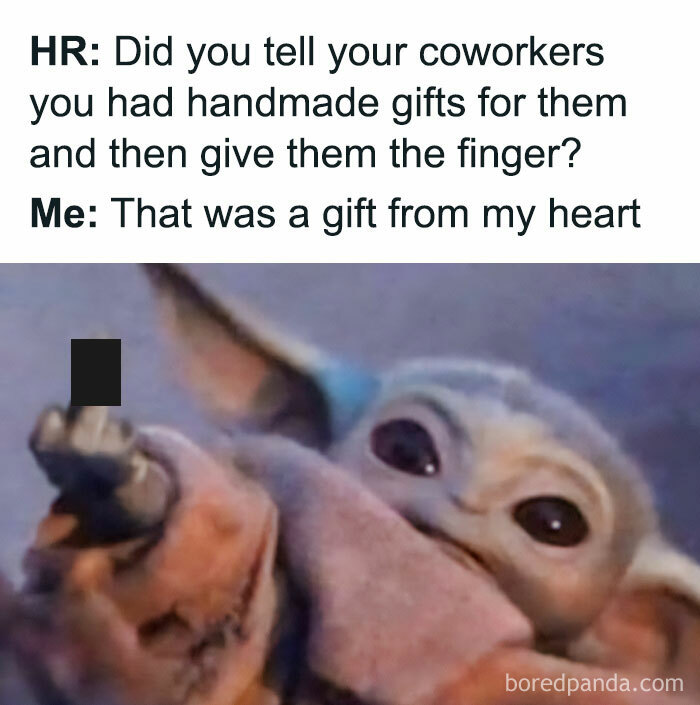 HR: Did you tell your coworkers
you had handmade gifts for them
and then give them the finger?
Me: That was a gift from my heart
boredpanda.com